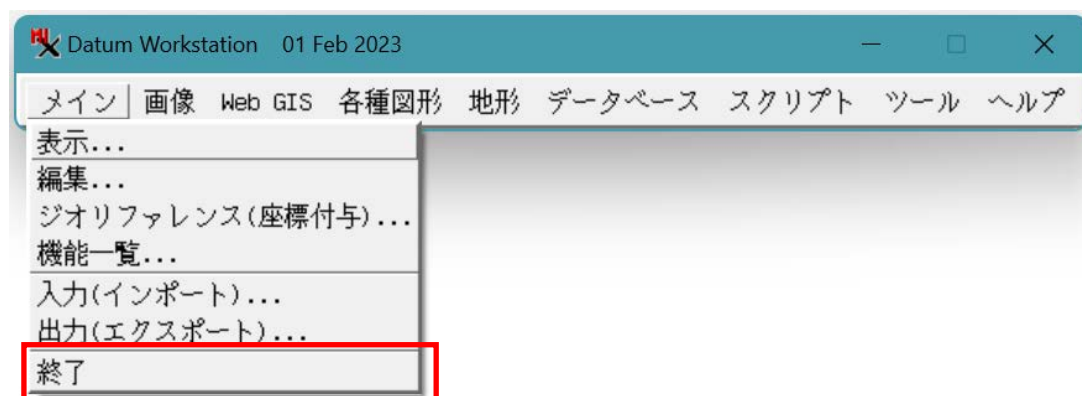 Datum Workstation 01 Feb 2023
メイン 画像 Web GIS 各種図形 地形 データベース スクリプト ツール ヘルプ
表示...
編集...
ジオリファレンス(座標付与)...
機能一覧...
入力(インポート)...
出力(エクスポート)...
終了